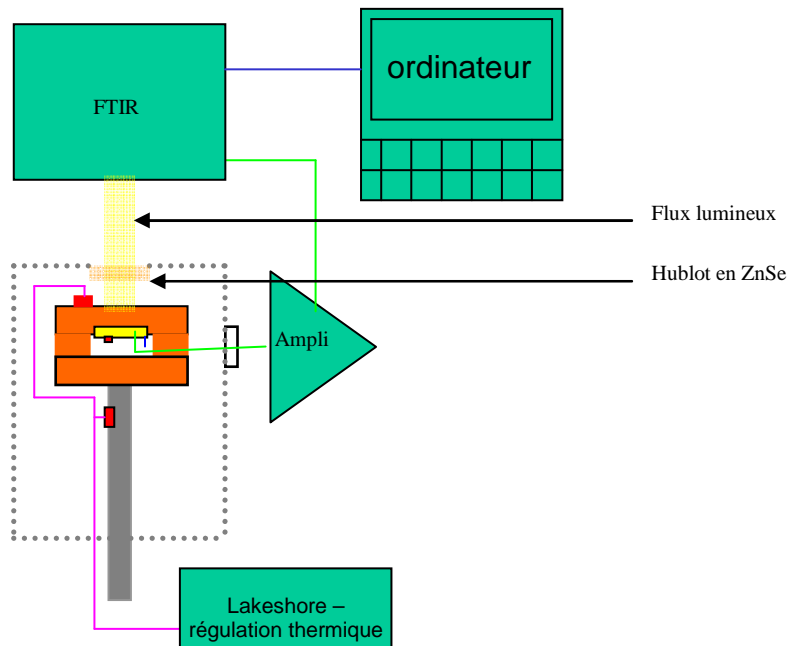 ordinateur
FTIR
Flux lumineux
Hublot en ZnSe
Ampli
Lakeshore –
régulation thermique